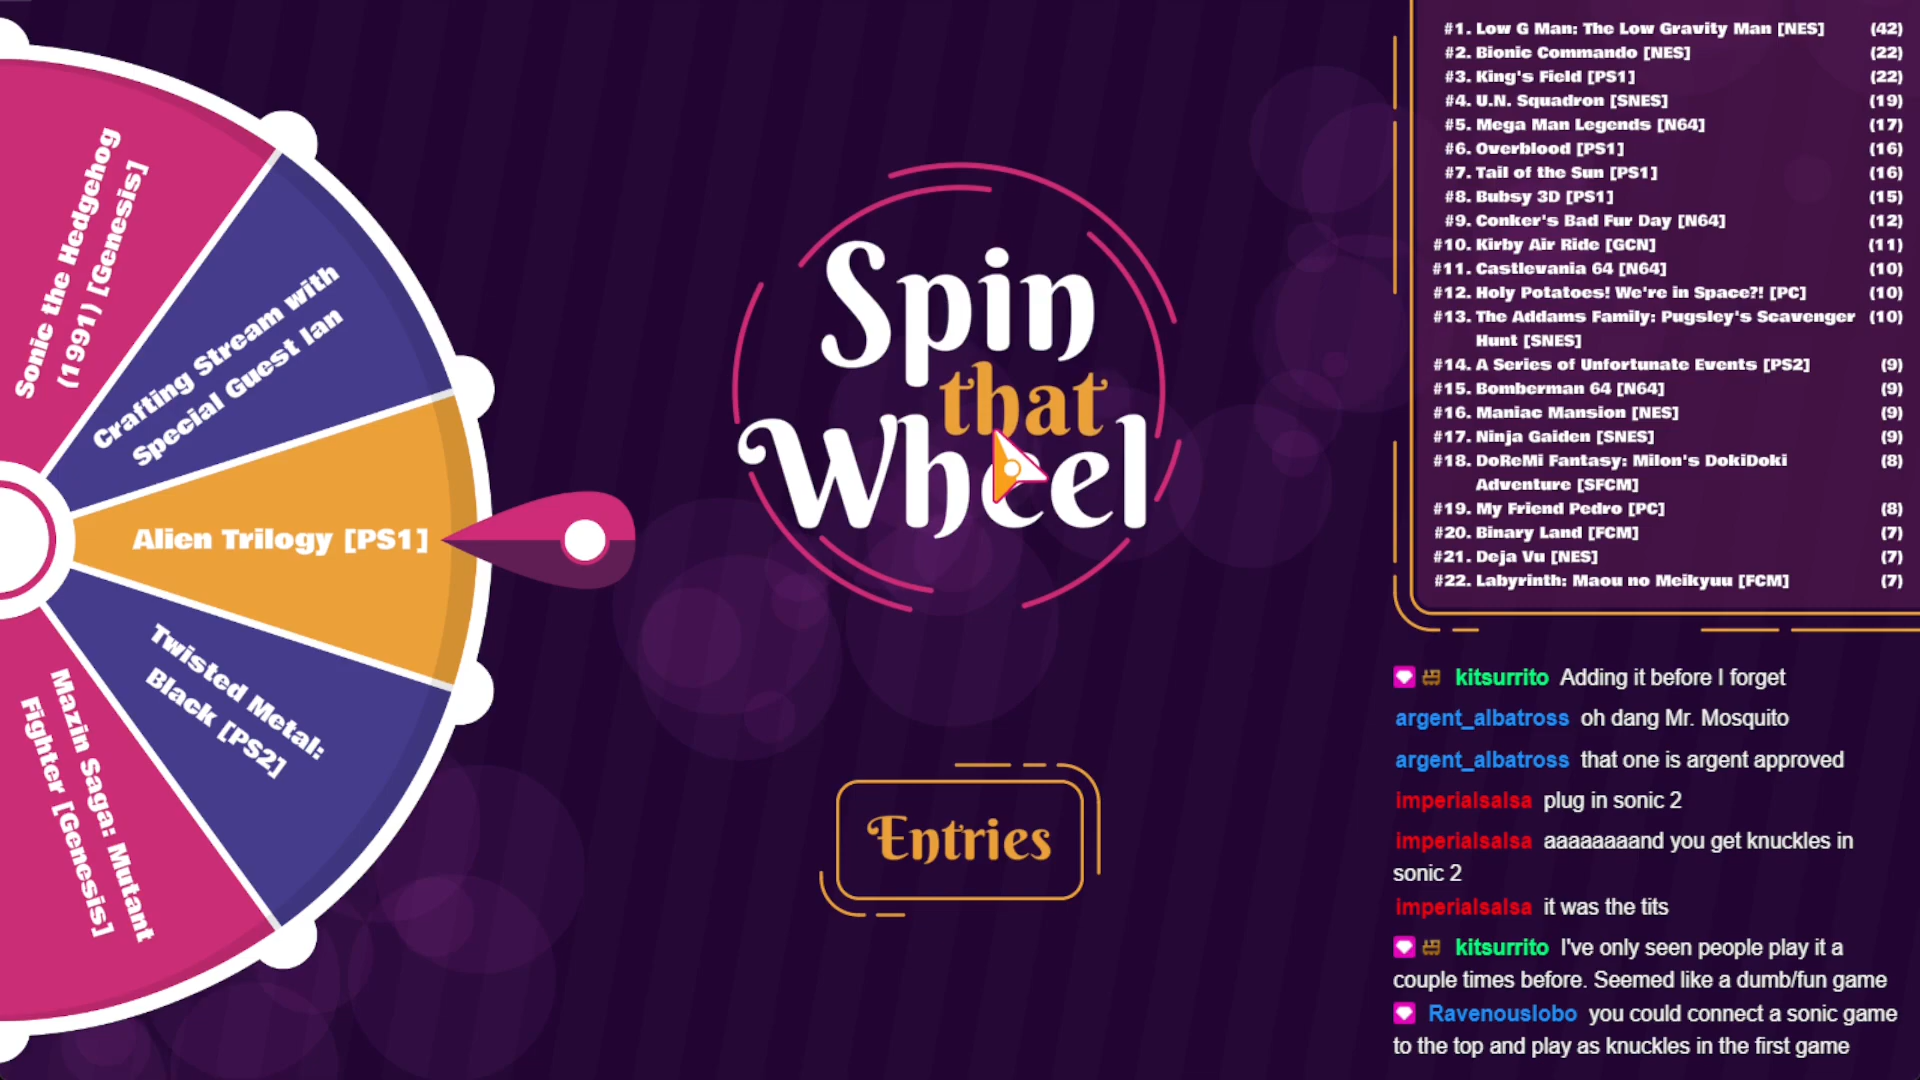 Sonic the Hedgehog
(1991) [Genesis]
Crafting Stream with
Special Guest Ian
Alien Trilogy [PS1]
Twisted Metal:
Black [PS2]
Mazin Saga: Mutant
Fighter [Genesis]
Spin
that
Wheel
Entries
#1. Low G Man: The Low Gravity Man [NES] (42)
#2. Bionic Commando [NES] (22)
#3. King's Field [PS1] (22)
#4. U.N. Squadron [SNES] (19)
#5. Mega Man Legends [N64] (17)
#6. Overblood [PS1] (16)
#7. Tail of the Sun [PS1] (16)
#8. Bubsy 3D [PS1] (15)
#9. Conker's Bad Fur Day [N64] (12)
#10. Kirby Air Ride [GCN] (11)
#11. Castlevania 64 [N64] (10)
#12. Holy Potatoes! We're in Space?! [PC] (10)
#13. The Addams Family: Pugsley's Scavenger (10)
Hunt [SNES]
#14. A Series of Unfortunate Events [PS2] (9)
#15. Bomberman 64 [N64] (9)
#16. Maniac Mansion [NES] (9)
#17. Ninja Gaiden [SNES] (9)
#18. DoReMi Fantasy: Milon's DokiDoki (8)
Adventure [SFCM]
#19. My Friend Pedro [PC] (8)
#20. Binary Land [FCM] (7)
#21. Deja Vu [NES] (7)
#22. Labyrinth: Maou no Meikyuu [FCM] (7)
kitsurrito Adding it before I forget
argent_albatross oh dang Mr. Mosquito
argent_albatross that one is argent approved
imperialsalsa plug in sonic 2
imperialsalsa aaaaaaaand you get knuckles in
sonic 2
imperialsalsa it was the tits
kitsurrito I've only seen people play it a
couple times before. Seemed like a dumb/fun game
Ravenouslobo you could connect a sonic game
to the top and play as knuckles in the first game